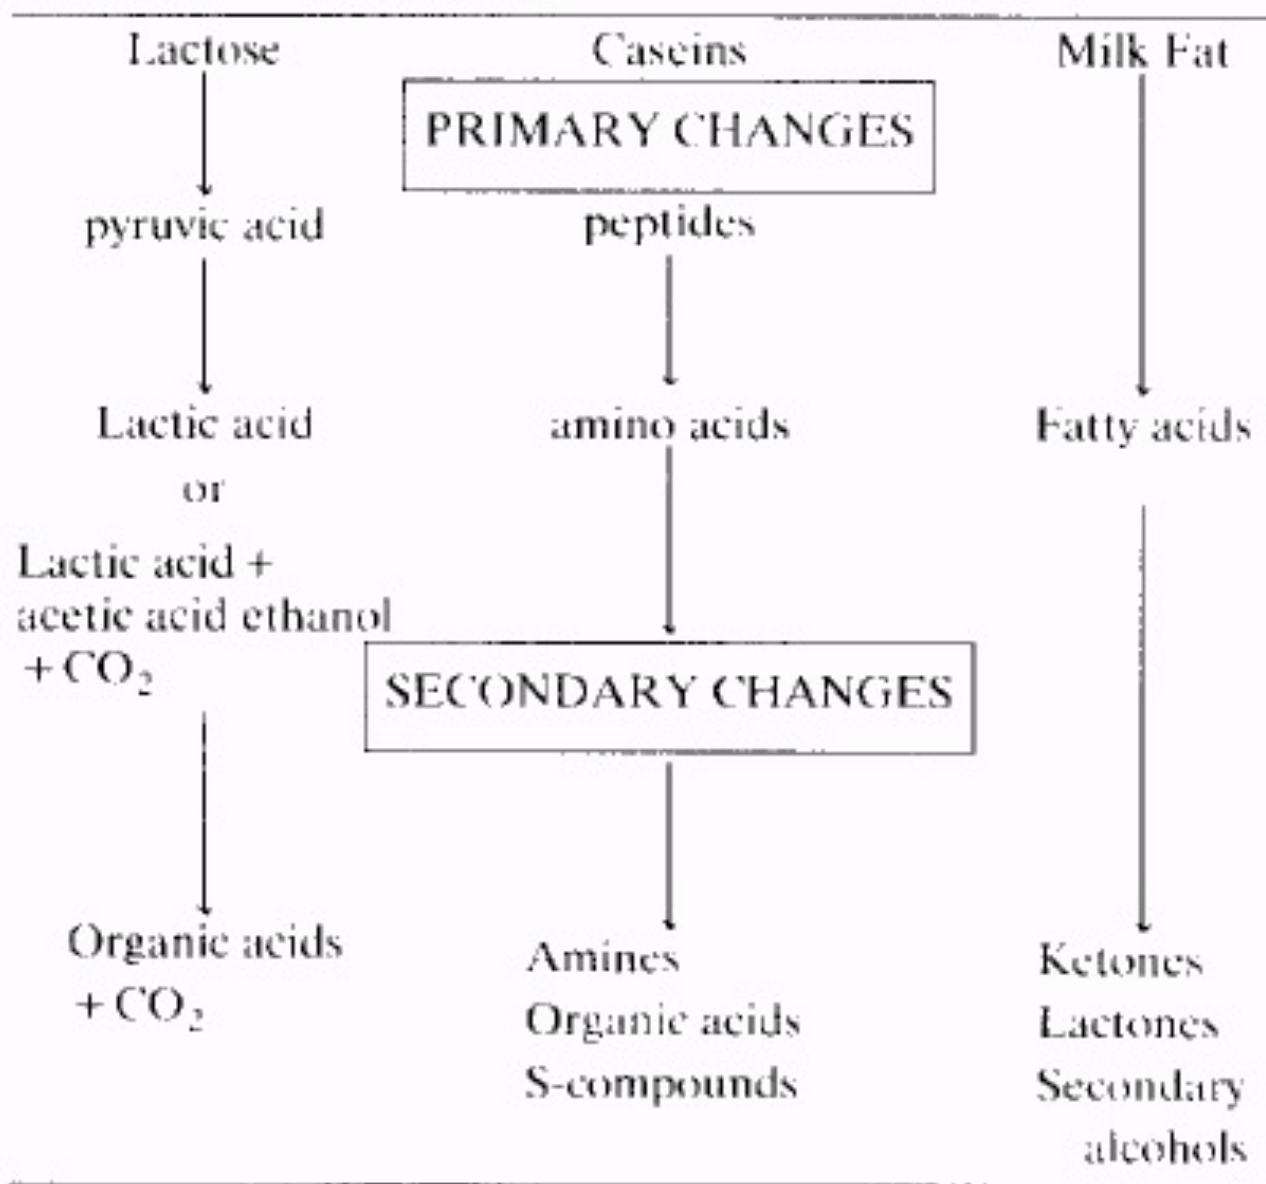 Lactose
Caseins
Milk Fat
PRIMARY CHANGES
pyruvic acid
peptides
Lactic acid
amino acids
Fatty acids
or
Lactic acid +
acetic acid ethanol
+ CO₂
SECONDARY CHANGES
Organic acids
+ CO₂
Amines
Organic acids
S-compounds
Ketones
Lactones
Secondary
alcohols